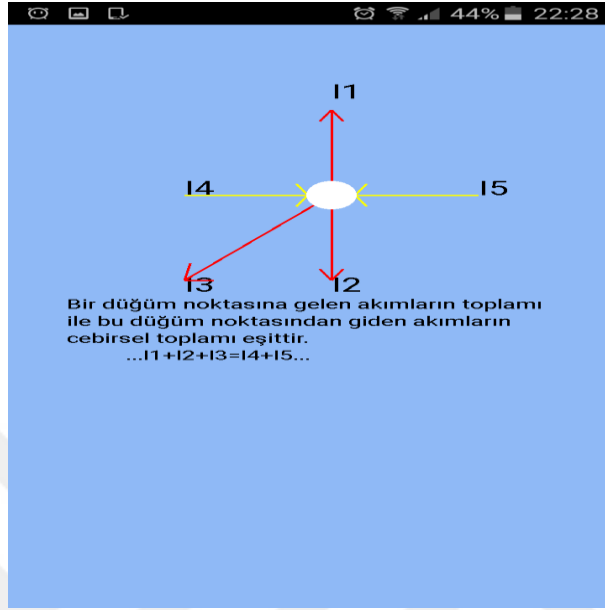 44% 22:28
I1
I4 I5
I3 I2
Bir düğüm noktasına gelen akımların toplamı
ile bu düğüm noktasından giden akımların
cebirsel toplamı eşittir.
...I1+I2+I3=I4+I5...